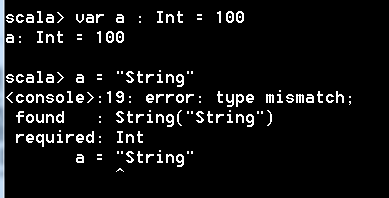 scala> var a : Int = 100
a: Int = 100
scala> a = "String"
<console>:19: error: type mismatch;
 found   : String("String")
 required: Int
       a = "String"
           ^